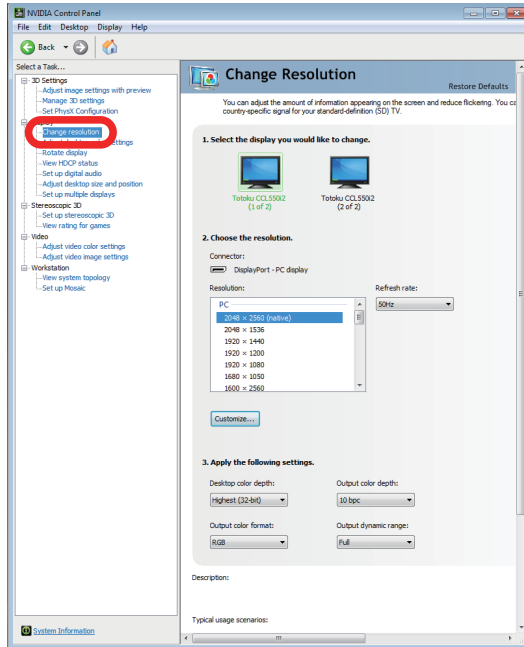 NVIDIA Control Panel
File Edit Desktop Display Help
Back
Select a Task...
3D Settings
Adjust image settings with preview
Manage 3D settings
Set PhysX Configuration
Change resolution
ettings
Rotate display
View HDCP status
Set up digital audio
Adjust desktop size and position
Set up multiple displays
Stereoscopic 3D
Set up stereoscopic 3D
View rating for games
Video
Adjust video color settings
Adjust video image settings
Workstation
View system topology
Set up Mosaic
System Information
Change Resolution
Restore Defaults
You can adjust the amount of information appearing on the screen and reduce flickering. You ca
country-specific signal for your standard-definition (SD) TV.
1. Select the display you would like to change.
Totoku CCL550i2
(1 of 2)
Totoku CCL550i2
(2 of 2)
2. Choose the resolution.
Connector:
DisplayPort - PC display
Resolution:
Refresh rate:
PC
50Hz
2048 × 2560 (native)
2048 × 1536
1920 × 1440
1920 × 1200
1920 × 1080
1680 × 1050
1600 × 2560
Customize...
3. Apply the following settings.
Desktop color depth:
Output color depth:
Highest (32-bit)
10 bpc
Output color format:
Output dynamic range:
RGB
Full
Description:
Typical usage scenarios: